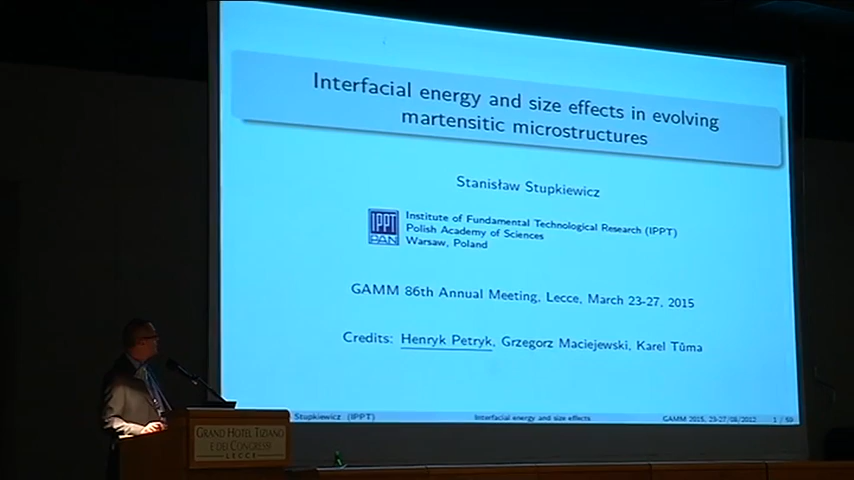 Interfacial energy and size effects in evolving
martensitic microstructures
Stanisław Stupkiewicz
IPPT
PAN
Institute of Fundamental Technological Research (IPPT)
Polish Academy of Sciences
Warsaw, Poland
GAMM 86th Annual Meeting, Lecce, March 23-27, 2015
Credits: Henryk Petryk, Grzegorz Maciejewski, Karel Tůma
Stupkiewicz (IPPT)
Interfacial energy and size effects
GAMM 2015, 23-27/03/2012
1 / 59
GRAND HOTEL TIZIANO
E DEI CONGRESSI
LECCE